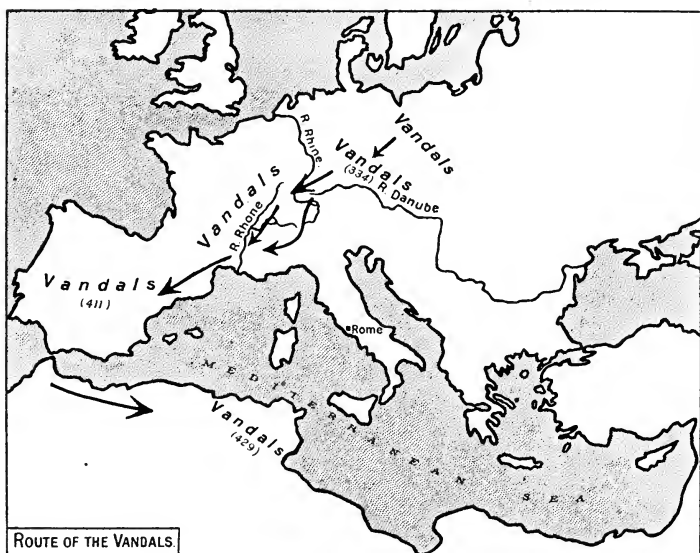 Vandals
R. Rhine.
Vandals
(334) R. Danube
Vandals
R. Rhone
Vandals
(411)
Rome
MEDITERRANEAN SEA
Vandals
(429)
ROUTE OF THE VANDALS.